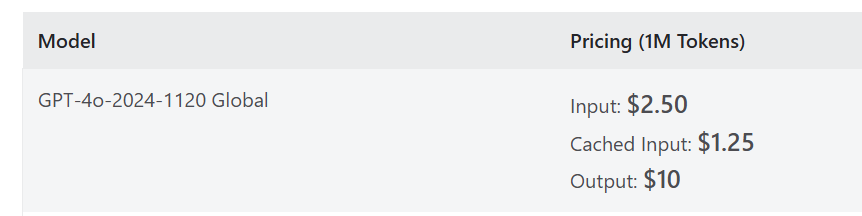 Model Pricing (1M Tokens)
GPT-4o-2024-1120 Global Input: $2.50
Cached Input: $1.25
Output: $10